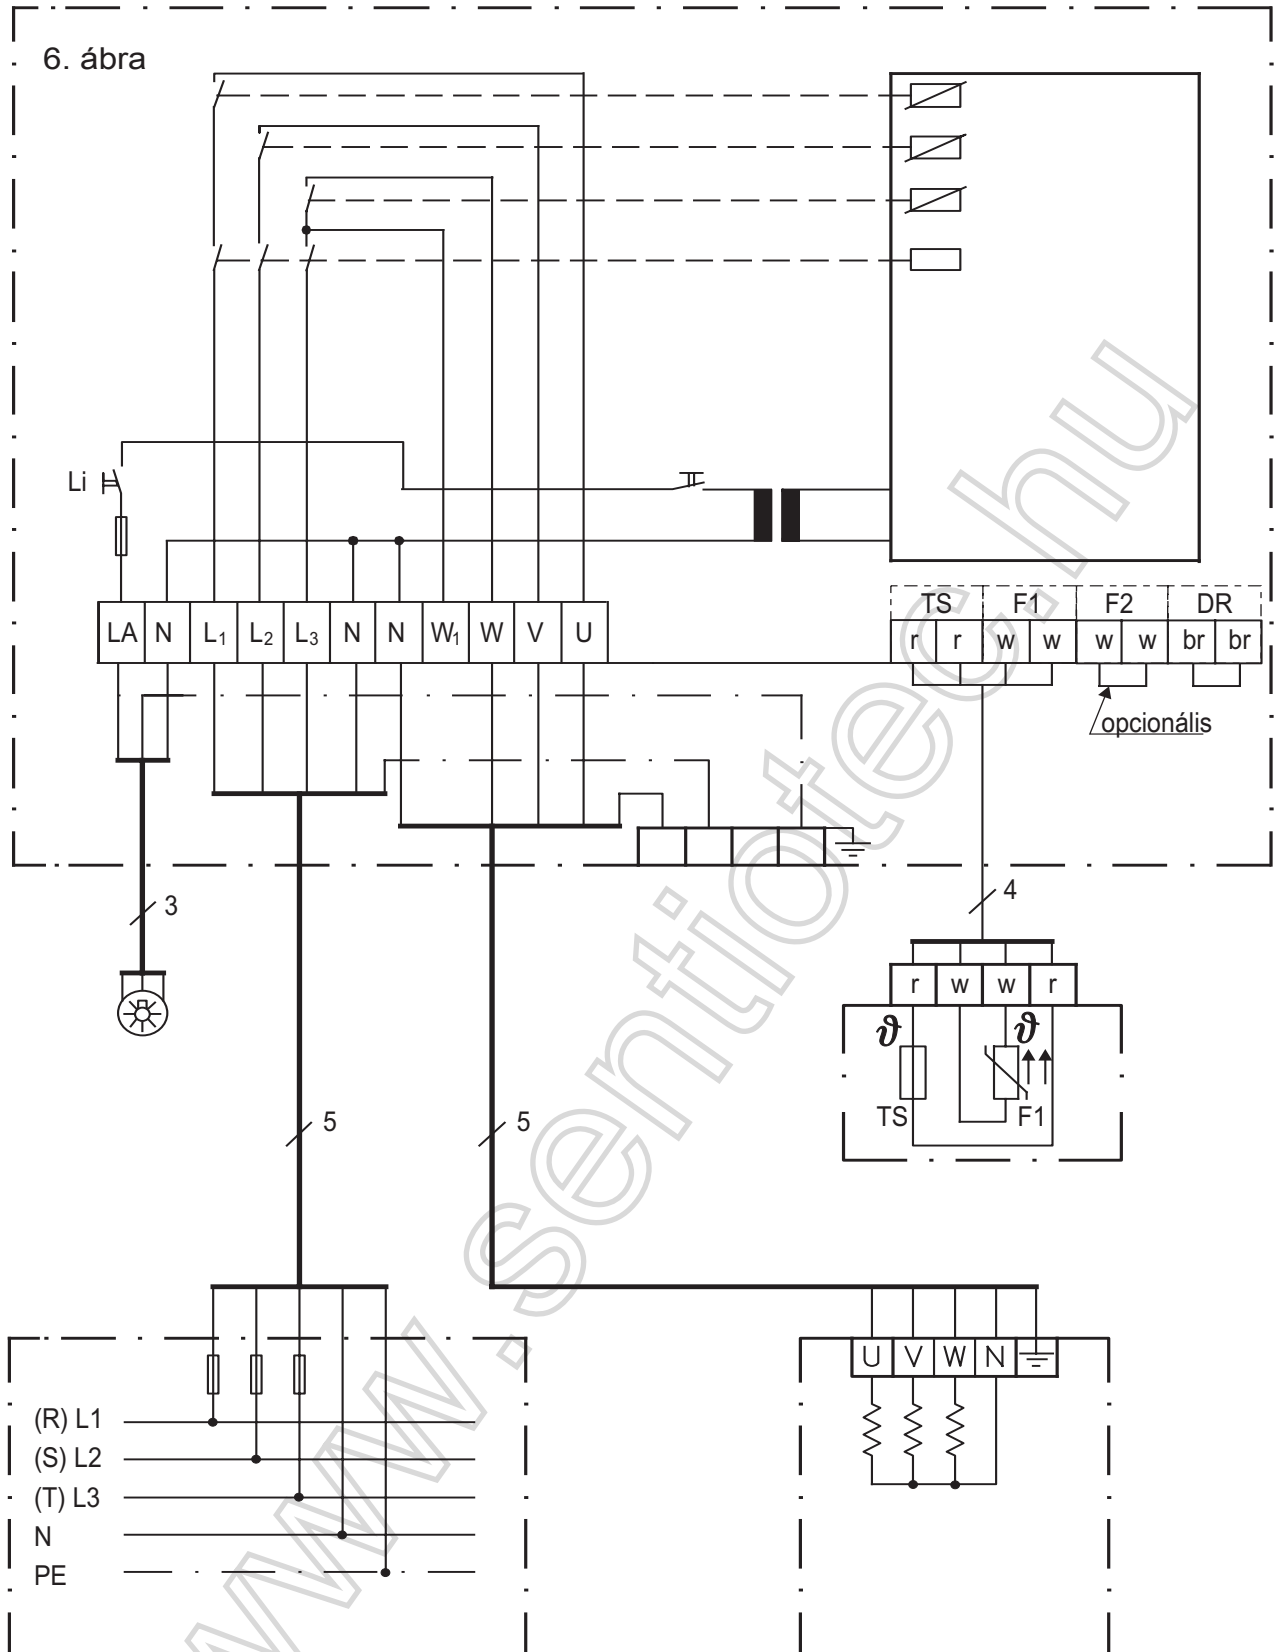 6. ábra
Li
LA N L1 L2 L3 N N W1 W V U
TS F1 F2 DR
r r w w w w br br
opcionális
3
4
r w w r
ϑ ϑ
TS F1
5 5
U V W N
(R) L1
(S) L2
(T) L3
N
PE
www.sentiotec.hu